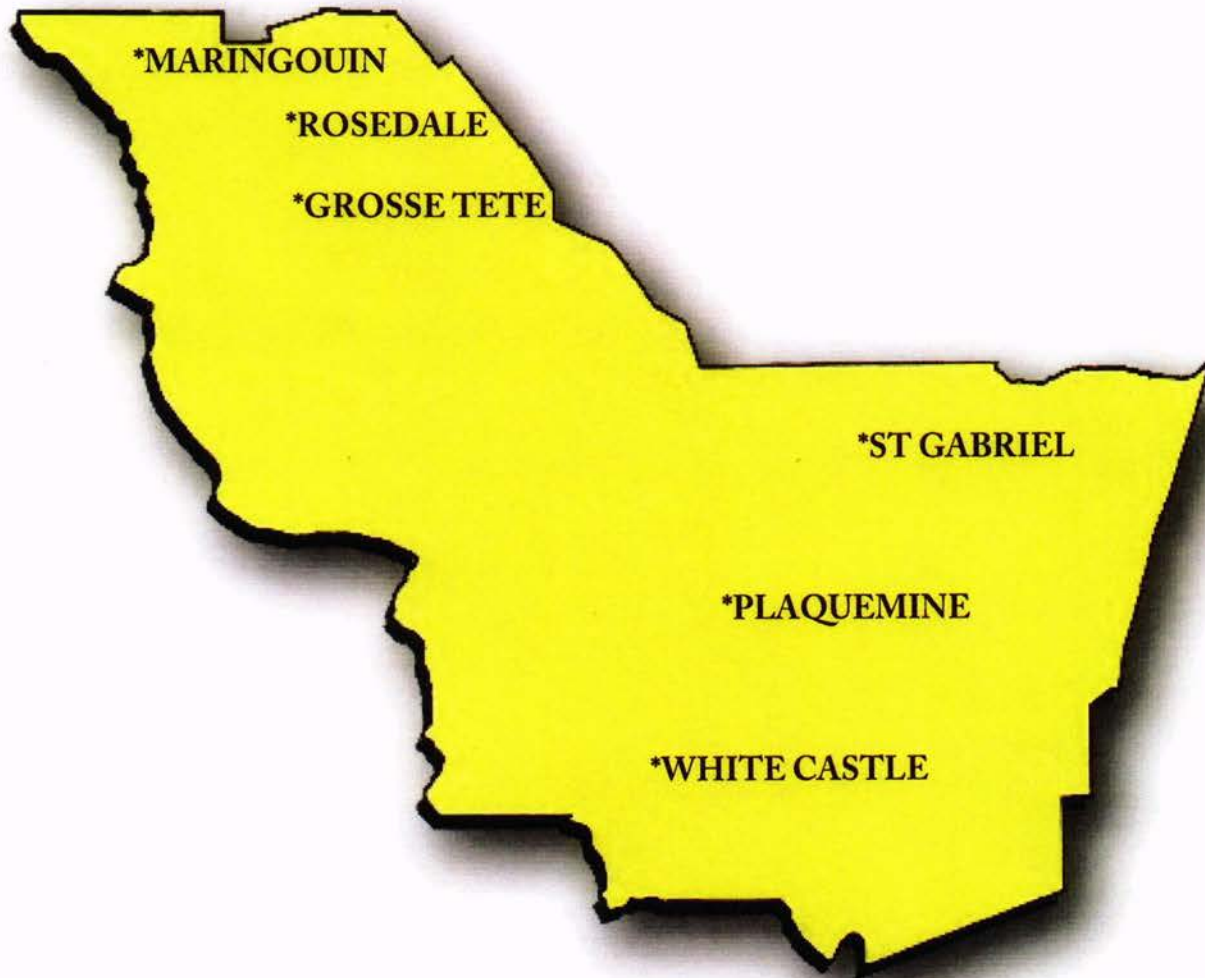 *MARINGOUIN
*ROSEDALE
*GROSSE TETE
*ST GABRIEL
*PLAQUEMINE
*WHITE CASTLE